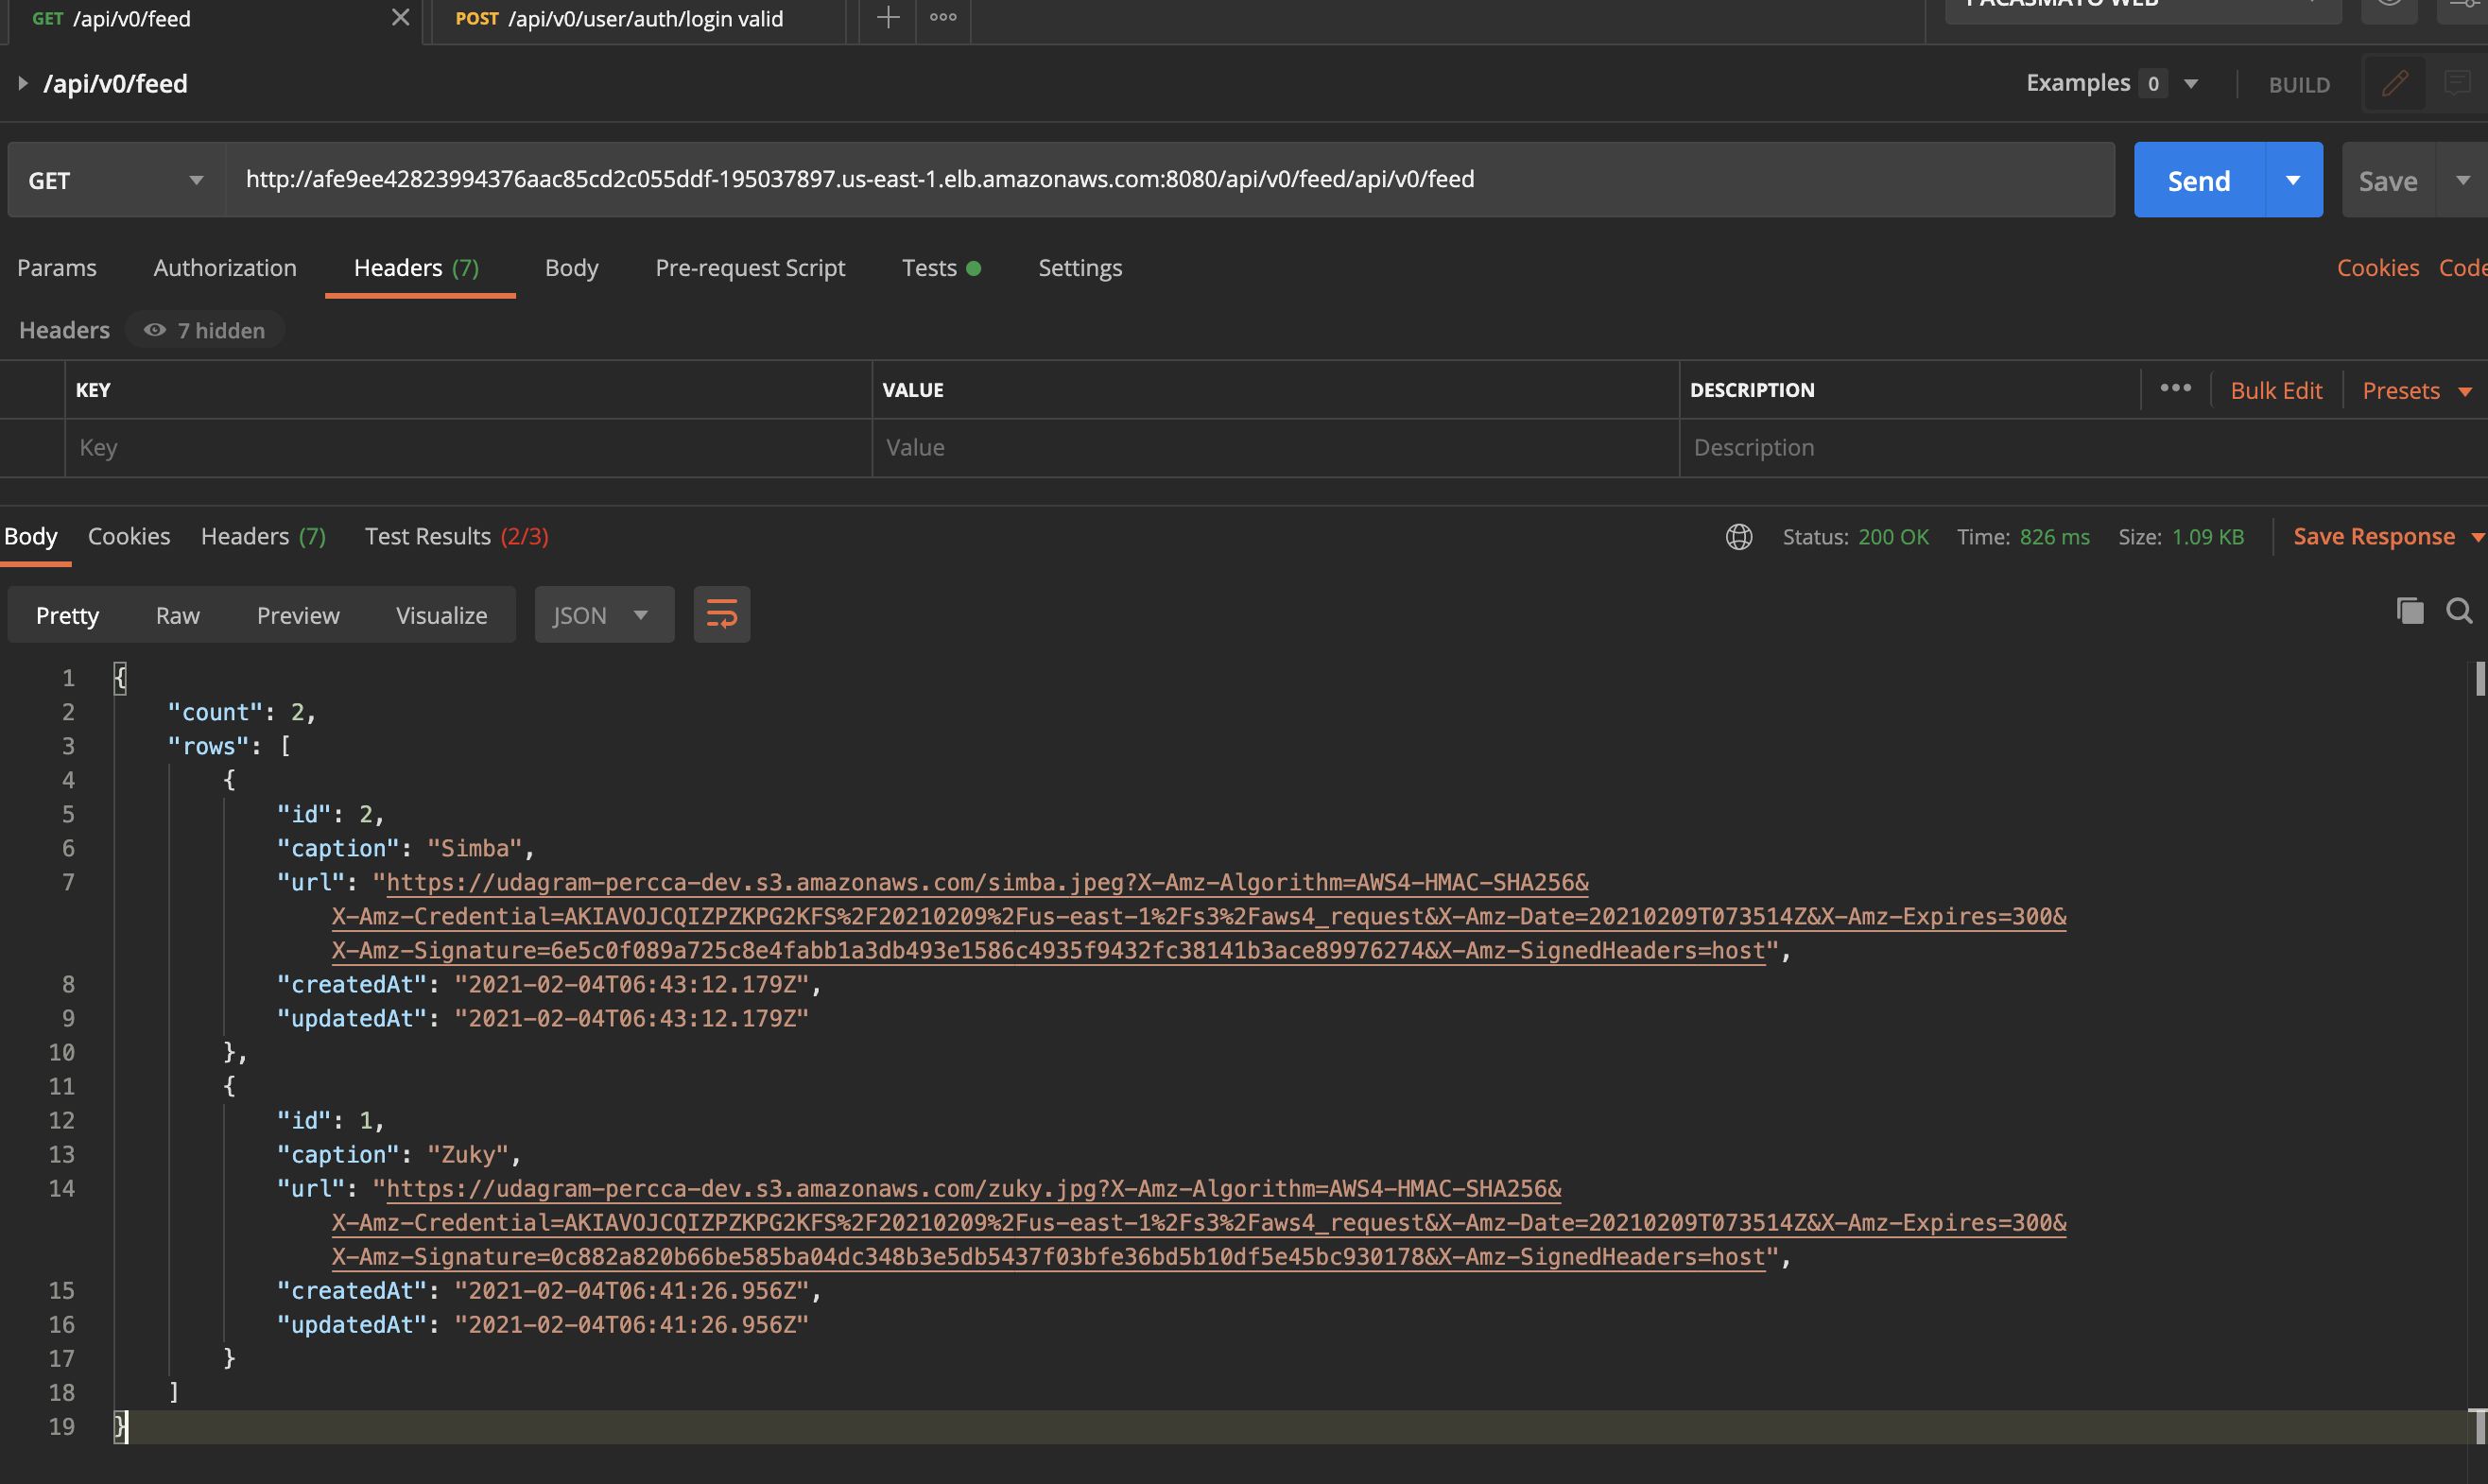 GET /api/v0/feed
POST /api/v0/user/auth/login valid
PACASMAYO WEB
/api/v0/feed
Examples 0
BUILD
GET
http://afe9ee42823994376aac85cd2c055ddf-195037897.us-east-1.elb.amazonaws.com:8080/api/v0/feed/api/v0/feed
Send
Save
Params Authorization Headers (7) Body Pre-request Script Tests Settings
Cookies Code
Headers 7 hidden
KEY VALUE DESCRIPTION Bulk Edit Presets
Key Value Description
Body Cookies Headers (7) Test Results (2/3)
Status: 200 OK Time: 826 ms Size: 1.09 KB Save Response
Pretty Raw Preview Visualize JSON
1 {
2 "count": 2,
3 "rows": [
4 {
5 "id": 2,
6 "caption": "Simba",
7 "url": "https://udagram-percca-dev.s3.amazonaws.com/simba.jpeg?X-Amz-Algorithm=AWS4-HMAC-SHA256&
X-Amz-Credential=AKIAVOJCQIZPZKPG2KFS%2F20210209%2Fus-east-1%2Fs3%2Faws4_request&X-Amz-Date=20210209T073514Z&X-Amz-Expires=300&
X-Amz-Signature=6e5c0f089a725c8e4fabb1a3db493e1586c4935f9432fc38141b3ace89976274&X-Amz-SignedHeaders=host",
8 "createdAt": "2021-02-04T06:43:12.179Z",
9 "updatedAt": "2021-02-04T06:43:12.179Z"
10 },
11 {
12 "id": 1,
13 "caption": "Zuky",
14 "url": "https://udagram-percca-dev.s3.amazonaws.com/zuky.jpg?X-Amz-Algorithm=AWS4-HMAC-SHA256&
X-Amz-Credential=AKIAVOJCQIZPZKPG2KFS%2F20210209%2Fus-east-1%2Fs3%2Faws4_request&X-Amz-Date=20210209T073514Z&X-Amz-Expires=300&
X-Amz-Signature=0c882a820b66be585ba04dc348b3e5db5437f03bfe36bd5b10df5e45bc930178&X-Amz-SignedHeaders=host",
15 "createdAt": "2021-02-04T06:41:26.956Z",
16 "updatedAt": "2021-02-04T06:41:26.956Z"
17 }
18 ]
19 }